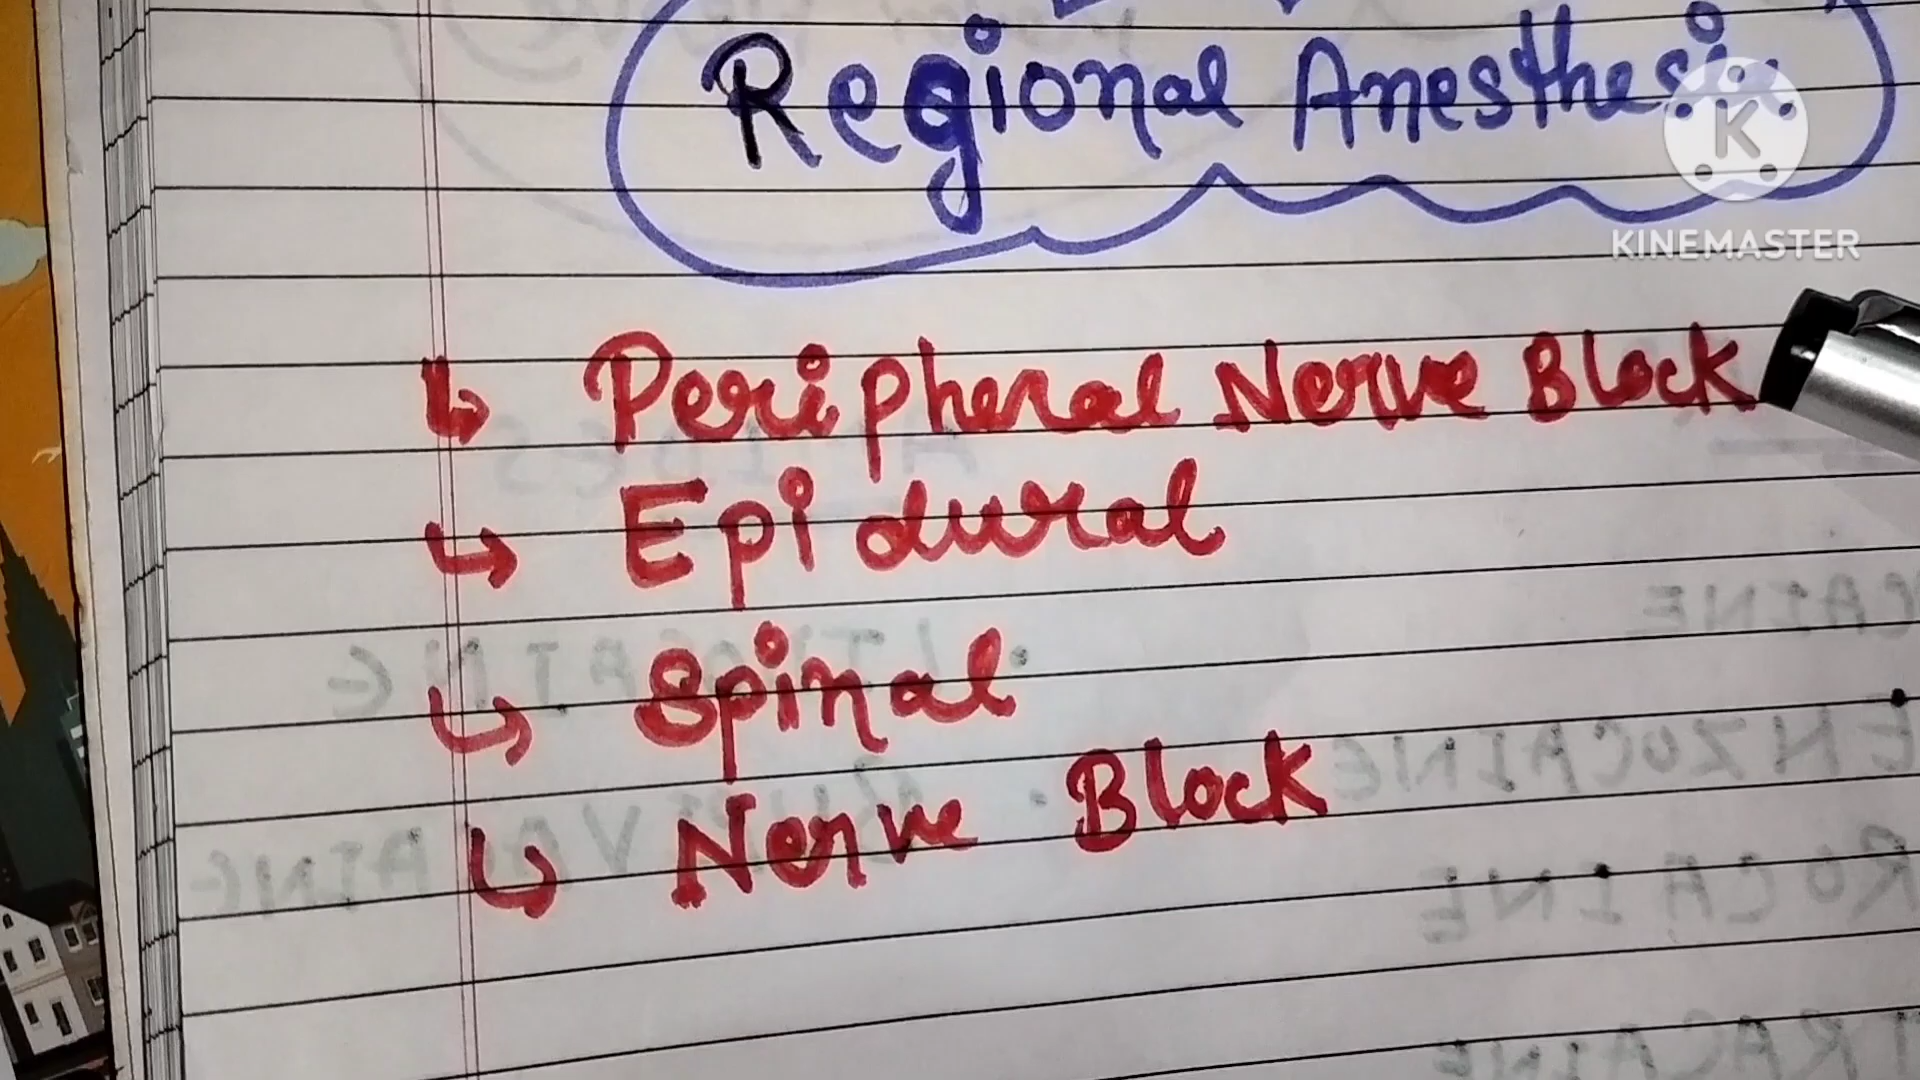 Regional Anesthesia
K
KINEMASTER
↳ Peripheral Nerve Block
↳ Epidural
↳ Spinal
↳ Nerve Block